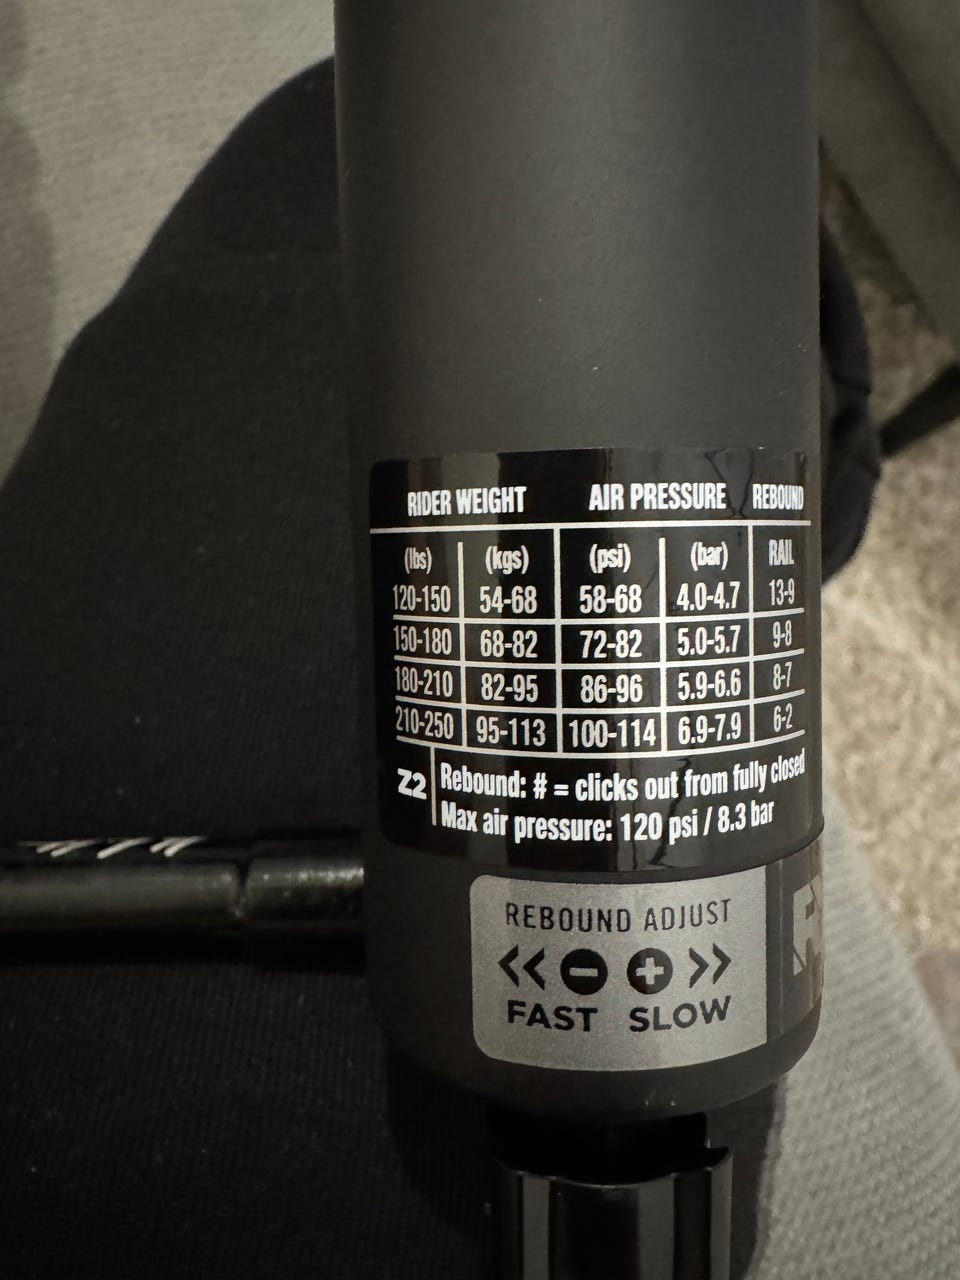 RIDER WEIGHT AIR PRESSURE REBOUND
(lbs) (kgs) (psi) (bar) RAIL
120-150 54-68 58-68 4.0-4.7 13-9
150-180 68-82 72-82 5.0-5.7 9-8
180-210 82-95 86-96 5.9-6.6 8-7
210-250 95-113 100-114 6.9-7.9 6-2
Z2 Rebound: # = clicks out from fully closed
Max air pressure: 120 psi / 8.3 bar
REBOUND ADJUST
<< − + >>
FAST SLOW